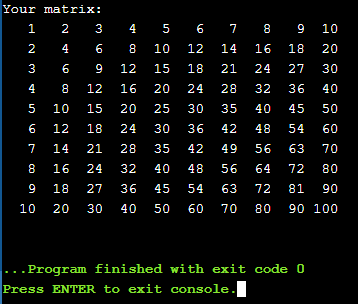 Your matrix:
   1   2   3   4   5   6   7   8   9  10
   2   4   6   8  10  12  14  16  18  20
   3   6   9  12  15  18  21  24  27  30
   4   8  12  16  20  24  28  32  36  40
   5  10  15  20  25  30  35  40  45  50
   6  12  18  24  30  36  42  48  54  60
   7  14  21  28  35  42  49  56  63  70
   8  16  24  32  40  48  56  64  72  80
   9  18  27  36  45  54  63  72  81  90
  10  20  30  40  50  60  70  80  90 100
...Program finished with exit code 0
Press ENTER to exit console.